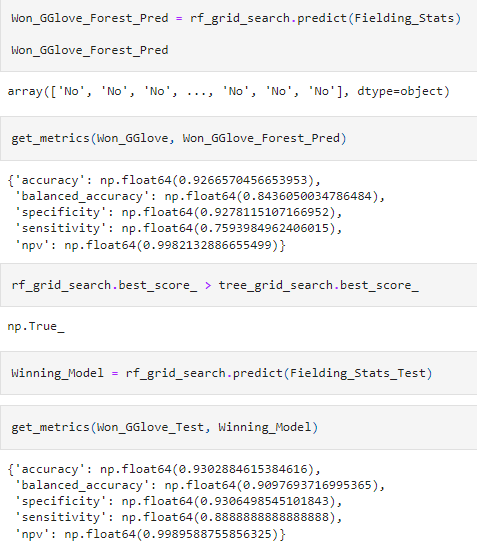 Won_GGlove_Forest_Pred = rf_grid_search.predict(Fielding_Stats)
Won_GGlove_Forest_Pred
array(['No', 'No', 'No', ..., 'No', 'No', 'No'], dtype=object)
get_metrics(Won_GGlove, Won_GGlove_Forest_Pred)
{'accuracy': np.float64(0.9266570456653953),
'balanced_accuracy': np.float64(0.8436050034786484),
'specificity': np.float64(0.9278115107166952),
'sensitivity': np.float64(0.7593984962406015),
'npv': np.float64(0.9982132886655499)}
rf_grid_search.best_score_ > tree_grid_search.best_score_
np.True_
Winning_Model = rf_grid_search.predict(Fielding_Stats_Test)
get_metrics(Won_GGlove_Test, Winning_Model)
{'accuracy': np.float64(0.9302884615384616),
'balanced_accuracy': np.float64(0.9097693716995365),
'specificity': np.float64(0.9306498545101843),
'sensitivity': np.float64(0.8888888888888888),
'npv': np.float64(0.9989588755856325)}